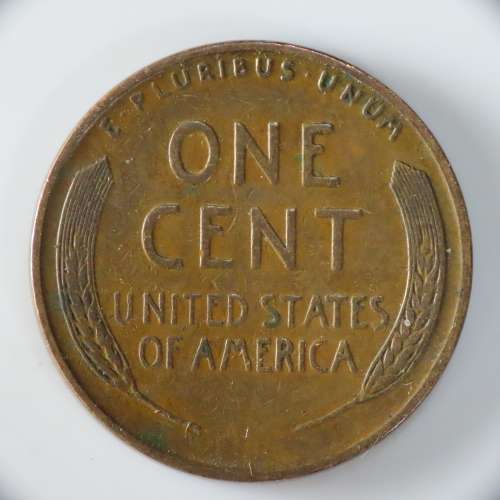 E·PLURIBUS·UNUM
ONE
CENT
UNITED STATES
OF AMERICA